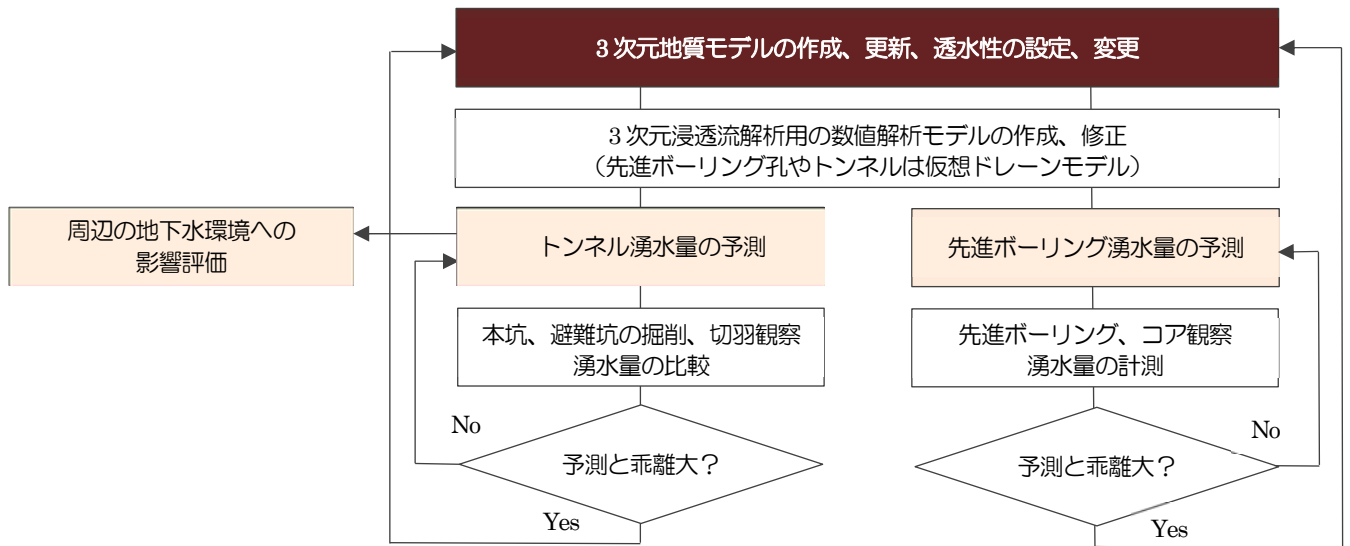 3次元地質モデルの作成、更新、透水性の設定、変更
3次元浸透流解析用の数値解析モデルの作成、修正
（先進ボーリング孔やトンネルは仮想ドレーンモデル）
周辺の地下水環境への
影響評価
トンネル湧水量の予測
先進ボーリング湧水量の予測
本坑、避難坑の掘削、切羽観察
湧水量の比較
先進ボーリング、コア観察
湧水量の計測
No
予測と乖離大？
Yes
No
予測と乖離大？
Yes